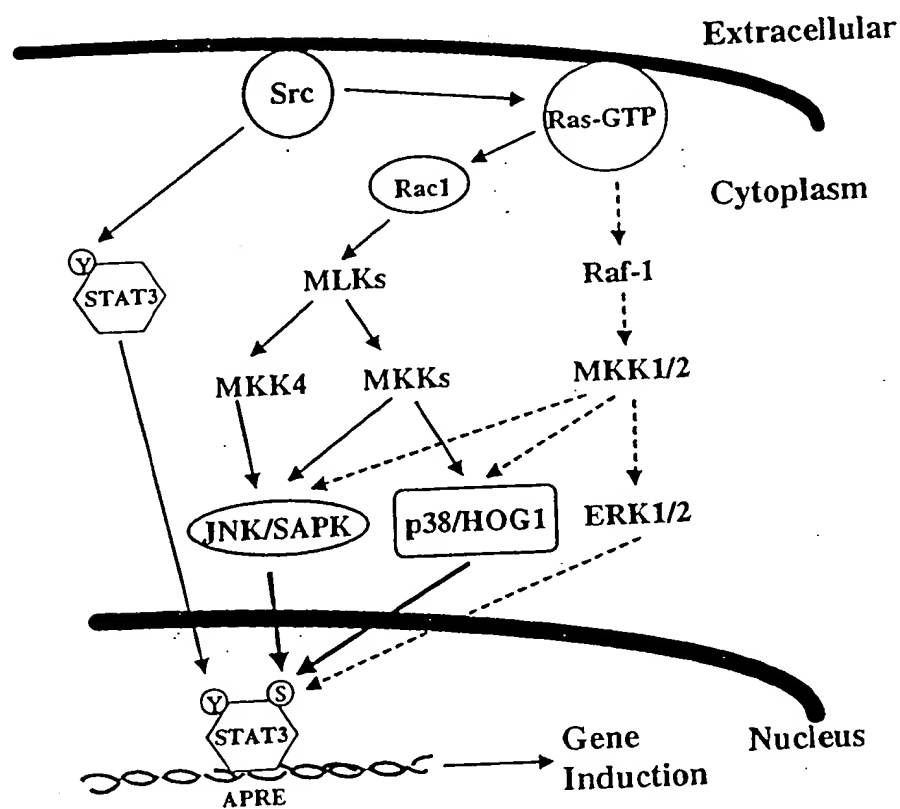 Extracellular
Src
Ras-GTP
Rac1
Cytoplasm
Y
STAT3
MLKs
Raf-1
MKK4
MKKs
MKK1/2
JNK/SAPK
p38/HOG1
ERK1/2
Y
S
STAT3
Gene
Induction
Nucleus
APRE